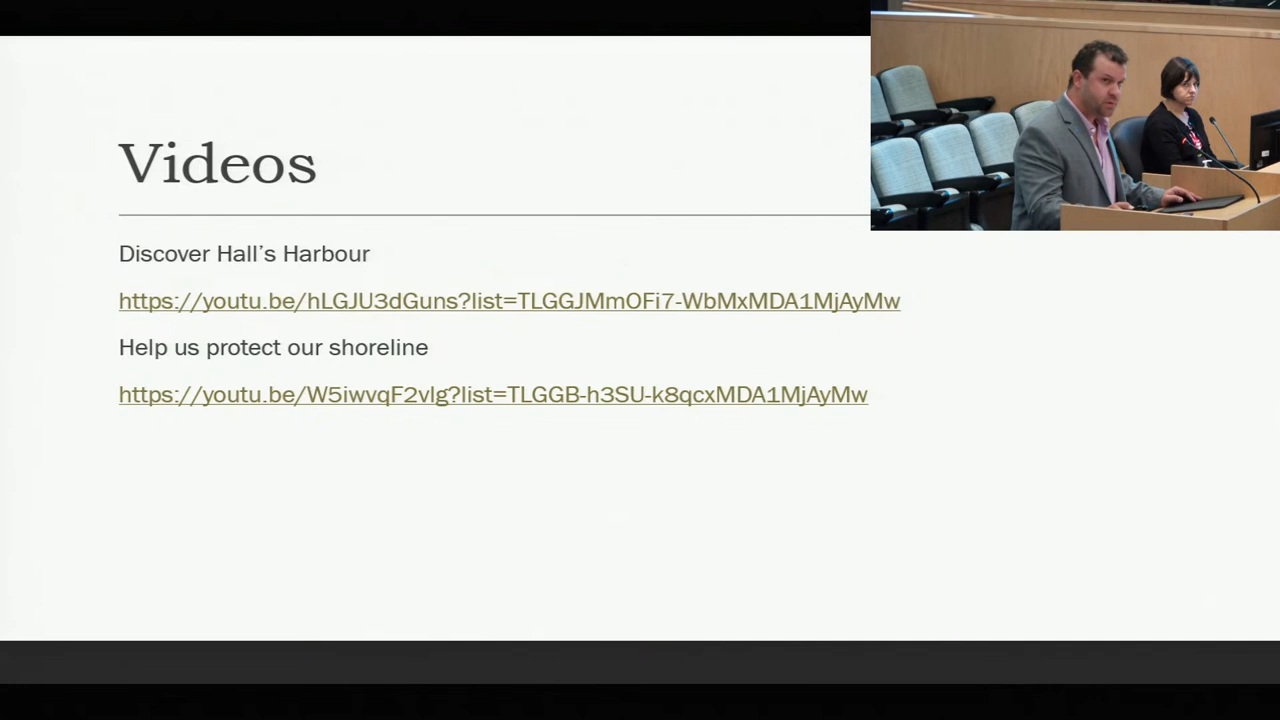 Videos
Discover Hall’s Harbour
https://youtu.be/hLGJU3dGuns?list=TLGGJMmOFi7-WbMxMDA1MjAyMw
Help us protect our shoreline
https://youtu.be/W5iwvqF2vIg?list=TLGGB-h3SU-k8qcxMDA1MjAyMw